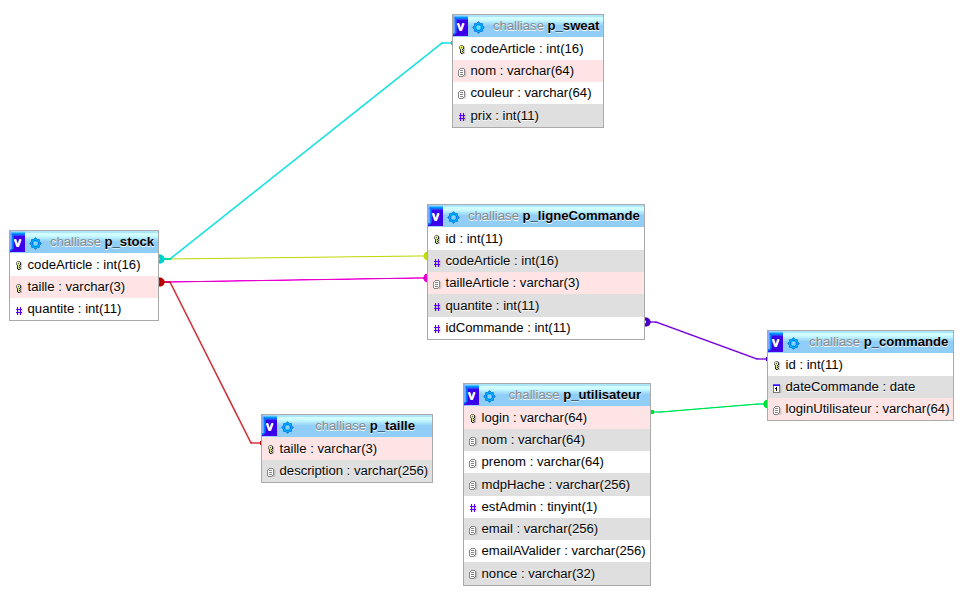 challiase p_sweat
codeArticle : int(16)
nom : varchar(64)
couleur : varchar(64)
prix : int(11)
challiase p_stock
codeArticle : int(16)
taille : varchar(3)
quantite : int(11)
challiase p_ligneCommande
id : int(11)
codeArticle : int(16)
tailleArticle : varchar(3)
quantite : int(11)
idCommande : int(11)
challiase p_commande
id : int(11)
dateCommande : date
loginUtilisateur : varchar(64)
challiase p_taille
taille : varchar(3)
description : varchar(256)
challiase p_utilisateur
login : varchar(64)
nom : varchar(64)
prenom : varchar(64)
mdpHache : varchar(256)
estAdmin : tinyint(1)
email : varchar(256)
emailAValider : varchar(256)
nonce : varchar(32)